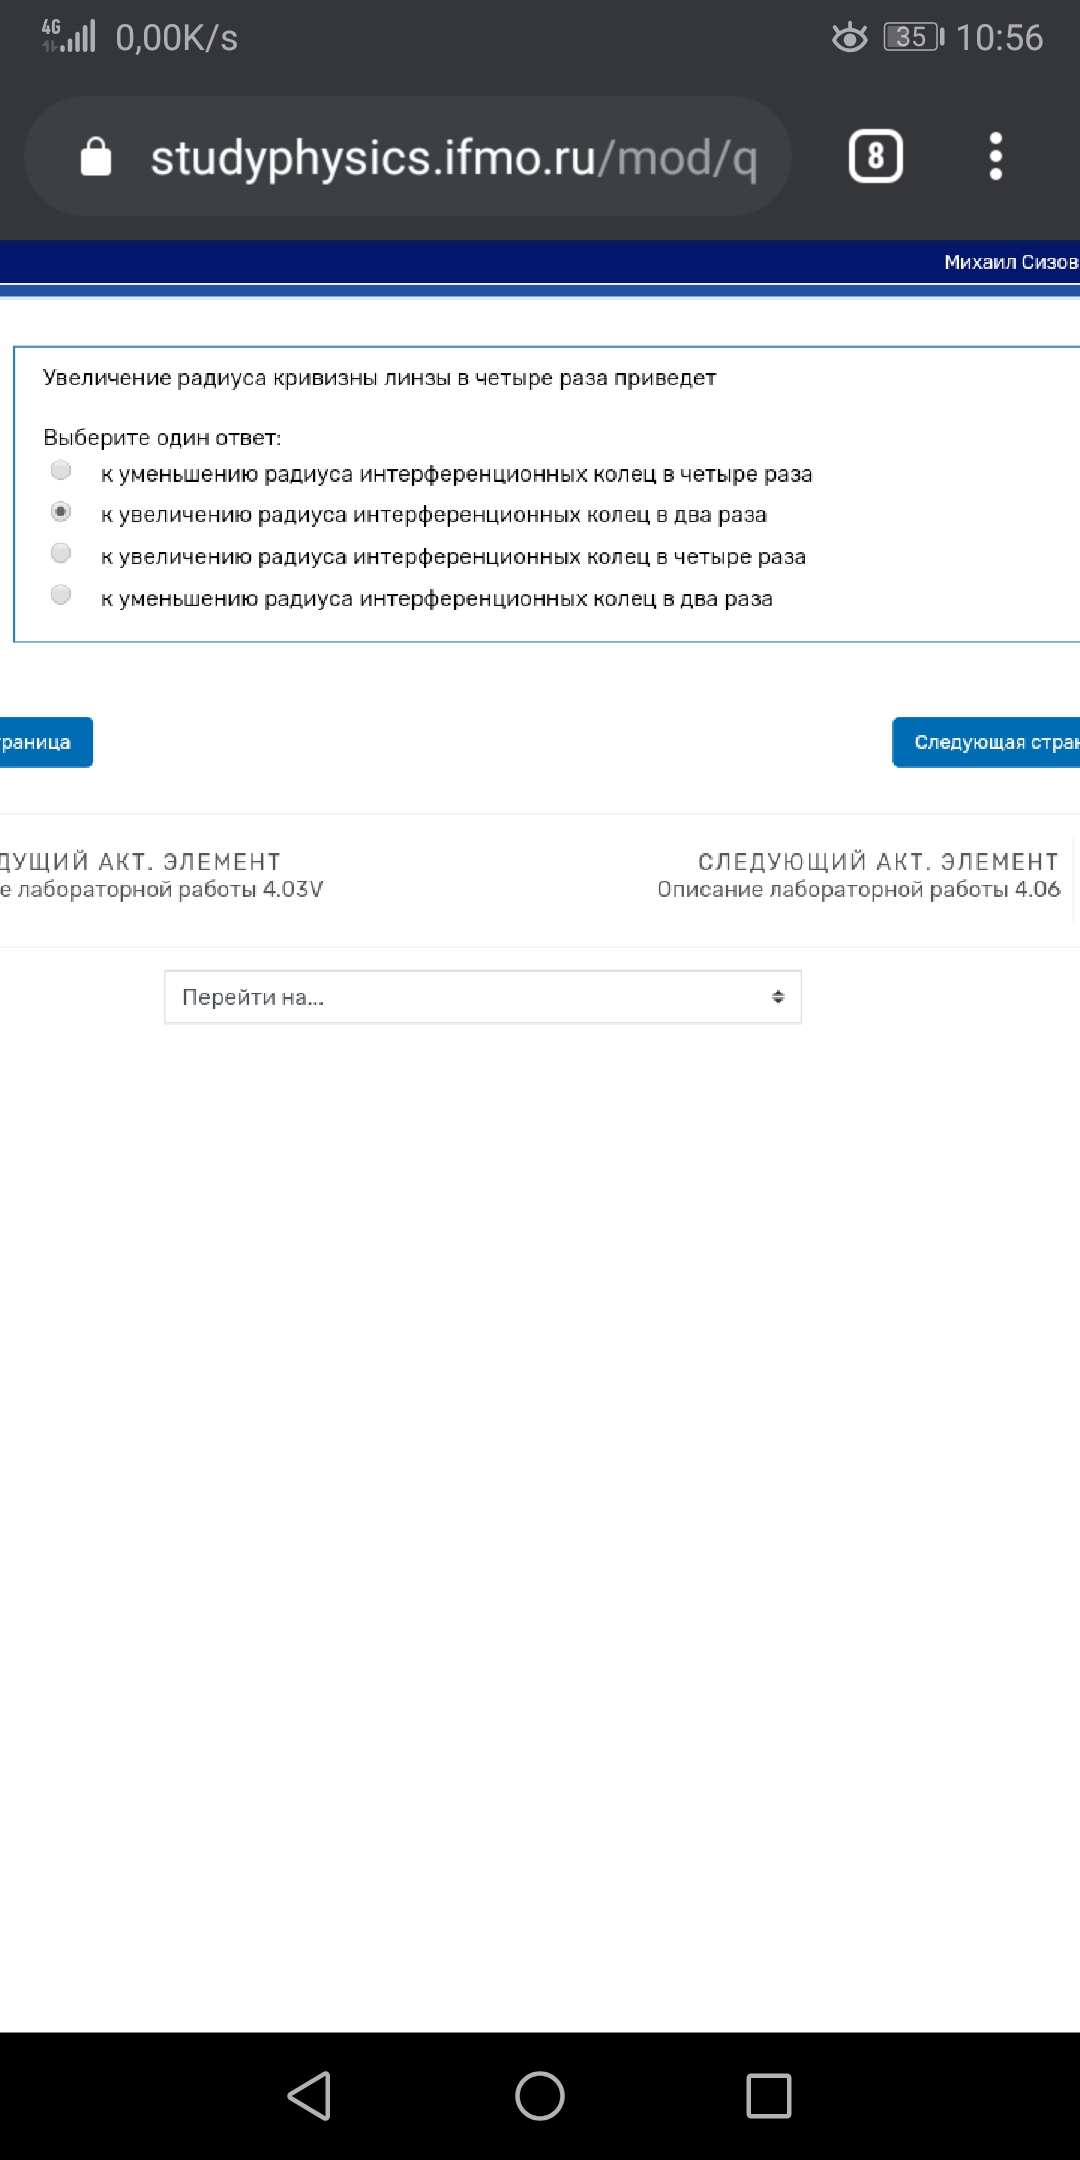 4G 0,00K/s 35 10:56
studyphysics.ifmo.ru/mod/q 8
Михаил Сизов
Увеличение радиуса кривизны линзы в четыре раза приведет
Выберите один ответ:
к уменьшению радиуса интерференционных колец в четыре раза
к увеличению радиуса интерференционных колец в два раза
к увеличению радиуса интерференционных колец в четыре раза
к уменьшению радиуса интерференционных колец в два раза
траница Следующая стран
ДУЩИЙ АКТ. ЭЛЕМЕНТ СЛЕДУЮЩИЙ АКТ. ЭЛЕМЕНТ
е лабораторной работы 4.03V Описание лабораторной работы 4.06
Перейти на...